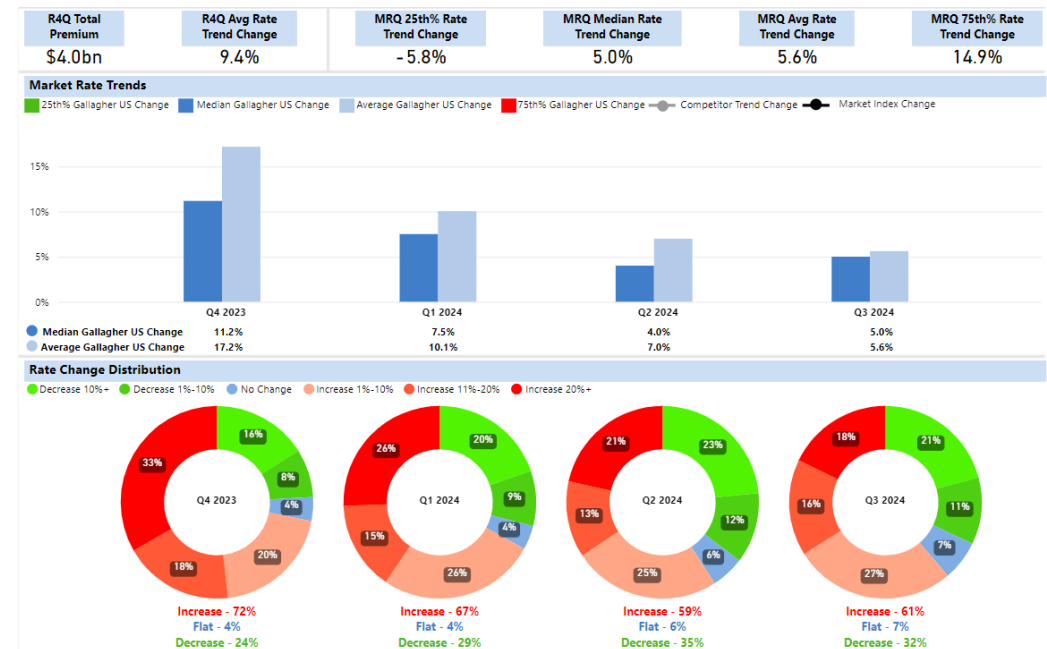 R4Q Total Premium
$4.0bn
R4Q Avg Rate Trend Change
9.4%
MRQ 25th% Rate Trend Change
-5.8%
MRQ Median Rate Trend Change
5.0%
MRQ Avg Rate Trend Change
5.6%
MRQ 75th% Rate Trend Change
14.9%
Market Rate Trends
25th% Gallagher US Change Median Gallagher US Change Average Gallagher US Change 75th% Gallagher US Change Competitor Trend Change Market Index Change
15%
10%
5%
0%
Q4 2023 Q1 2024 Q2 2024 Q3 2024
Median Gallagher US Change 11.2% 7.5% 4.0% 5.0%
Average Gallagher US Change 17.2% 10.1% 7.0% 5.6%
Rate Change Distribution
Decrease 10%+ Decrease 1%-10% No Change Increase 1%-10% Increase 11%-20% Increase 20%+
Q4 2023
16%
8%
4%
20%
18%
33%
Increase - 72%
Flat - 4%
Decrease - 24%
Q1 2024
20%
9%
4%
26%
15%
26%
Increase - 67%
Flat - 4%
Decrease - 29%
Q2 2024
23%
12%
6%
25%
13%
21%
Increase - 59%
Flat - 6%
Decrease - 35%
Q3 2024
21%
11%
7%
27%
16%
18%
Increase - 61%
Flat - 7%
Decrease - 32%